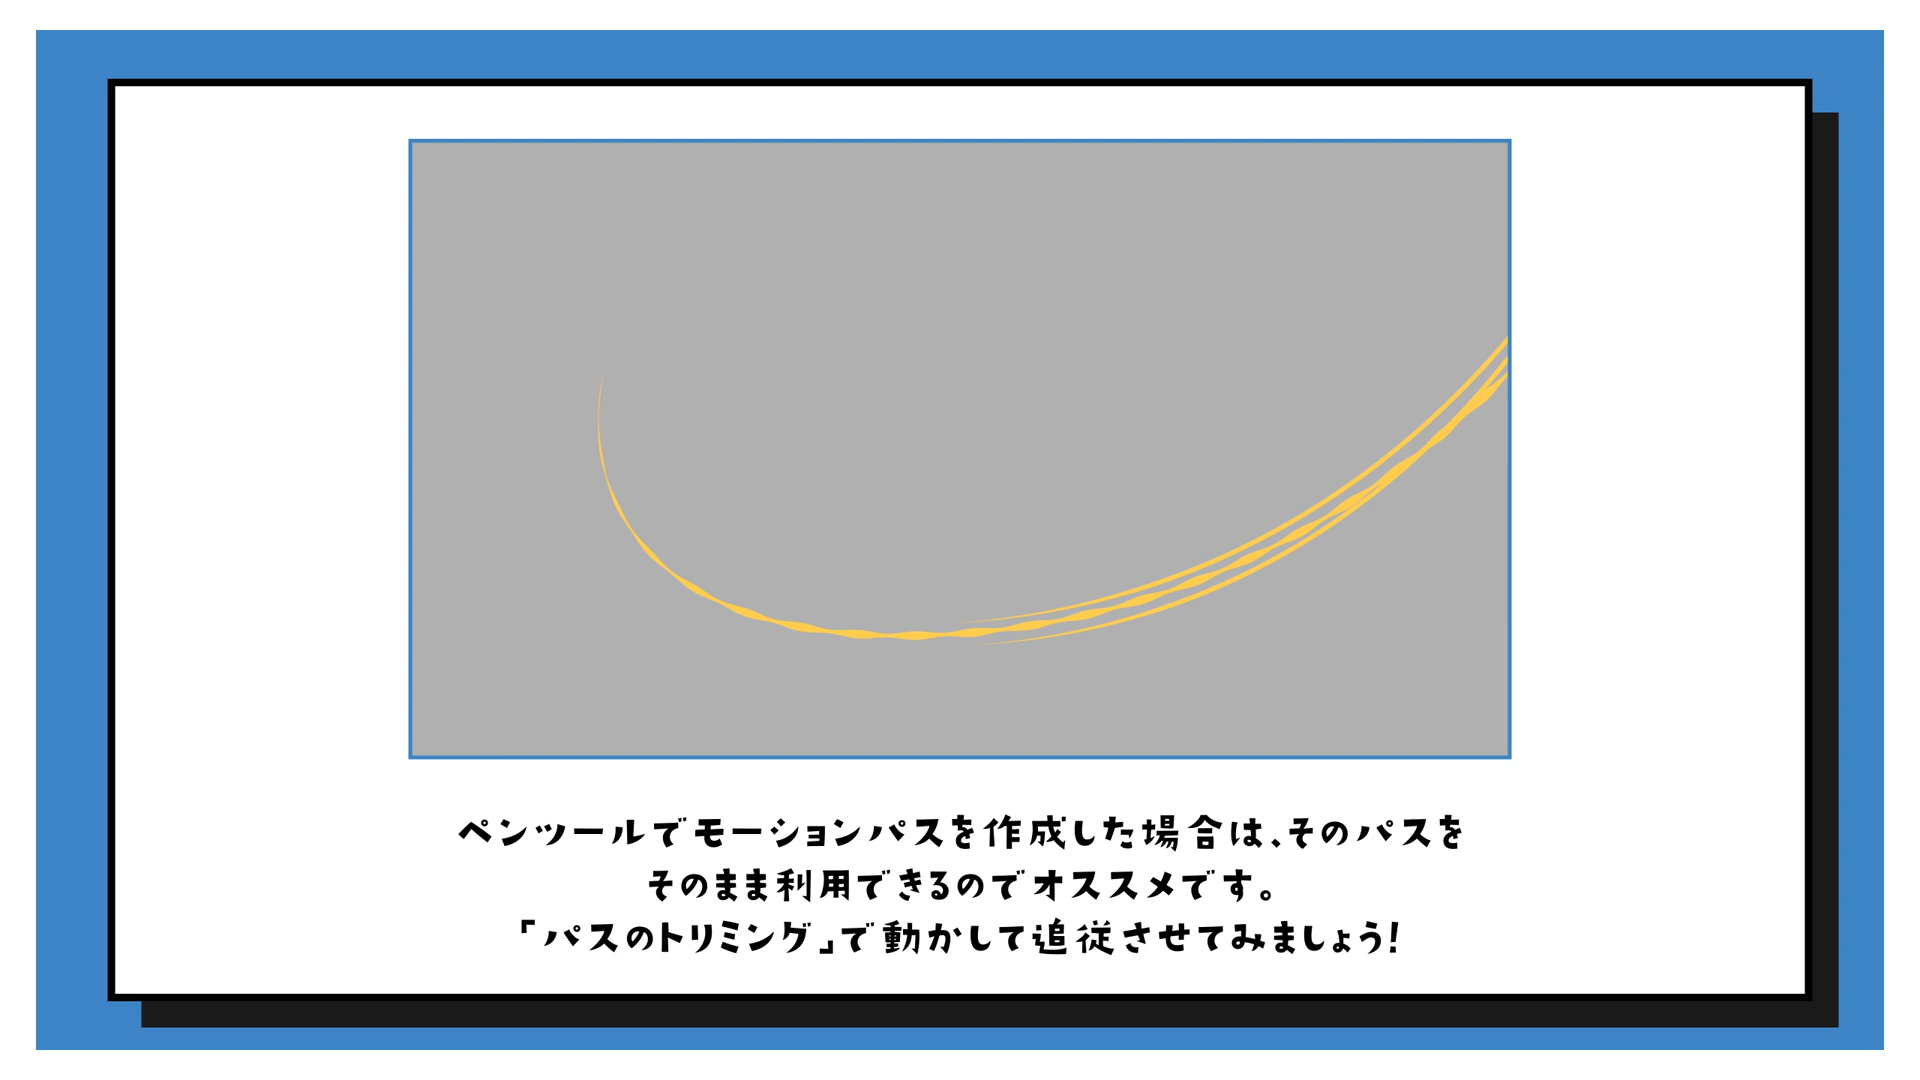 ペンツールでモーションパスを作成した場合は、そのパスを
そのまま利用できるのでオススメです。
「パスのトリミング」で動かして追従させてみましょう!